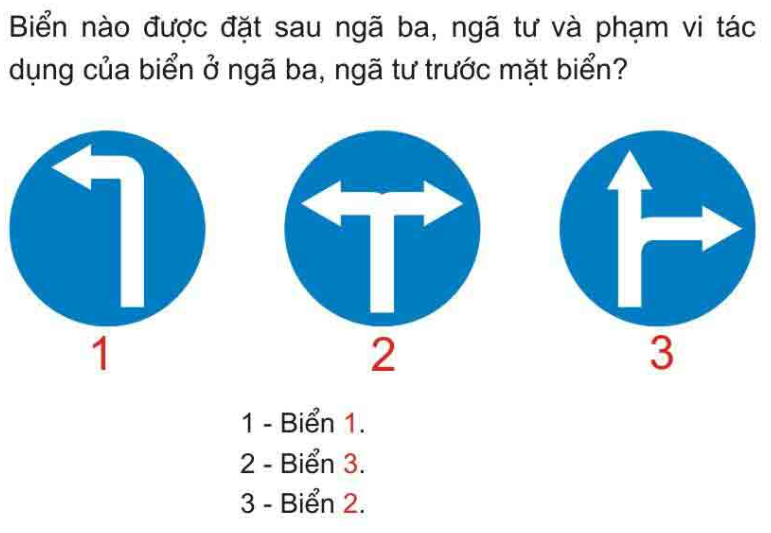 Biển nào được đặt sau ngã ba, ngã tư và phạm vi tác
dụng của biển ở ngã ba, ngã tư trước mặt biển?
1 2 3
1 - Biển 1.
2 - Biển 3.
3 - Biển 2.